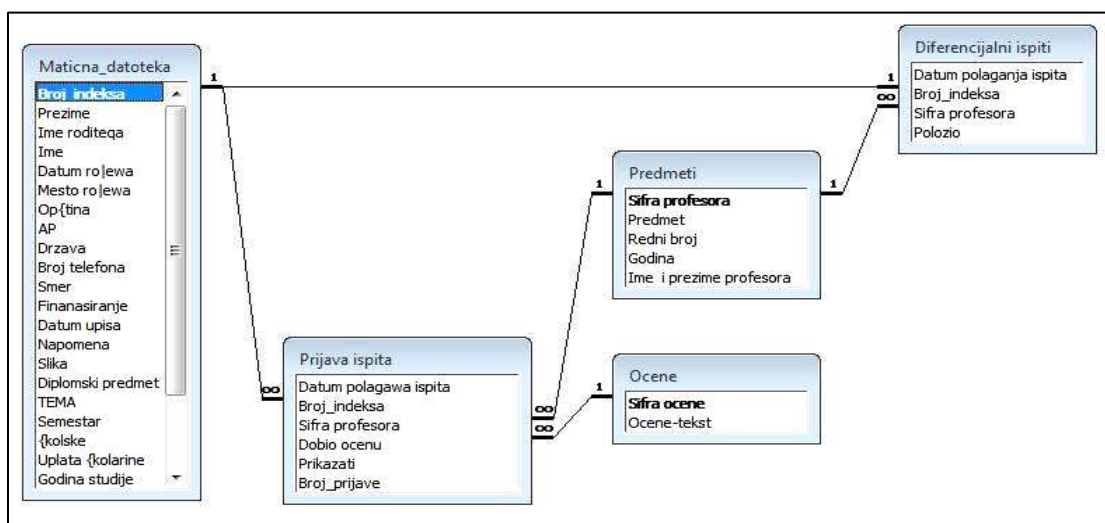 Maticna_datoteka
Broj_indeksa
Prezime
Ime roditeqa
Ime
Datum ro|ewa
Mesto ro|ewa
Op{tina
AP
Drzava
Broj telefona
Smer
Finanasiranje
Datum upisa
Napomena
Slika
Diplomski predmet
TEMA
Semestar
{kolske
Uplata {kolarine
Godina studije
1
∞
Prijava ispita
Datum polagawa ispita
Broj_indeksa
Sifra profesora
Dobio ocenu
Prikazati
Broj_prijave
∞
∞
1
Predmeti
Sifra profesora
Predmet
Redni broj
Godina
Ime i prezime profesora
1
1
Ocene
Sifra ocene
Ocene-tekst
Diferencijalni ispiti
Datum polaganja ispita
Broj_indeksa
Sifra profesora
Polozio
1
∞